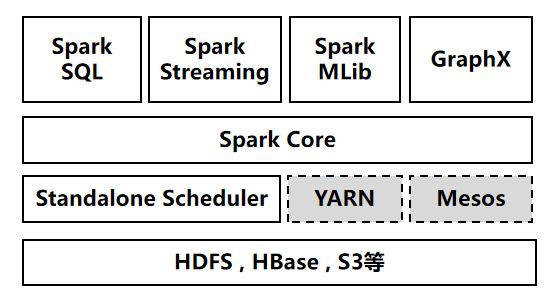 Spark
SQL
Spark
Streaming
Spark
MLib
GraphX
Spark Core
Standalone Scheduler
YARN
Mesos
HDFS , HBase , S3等